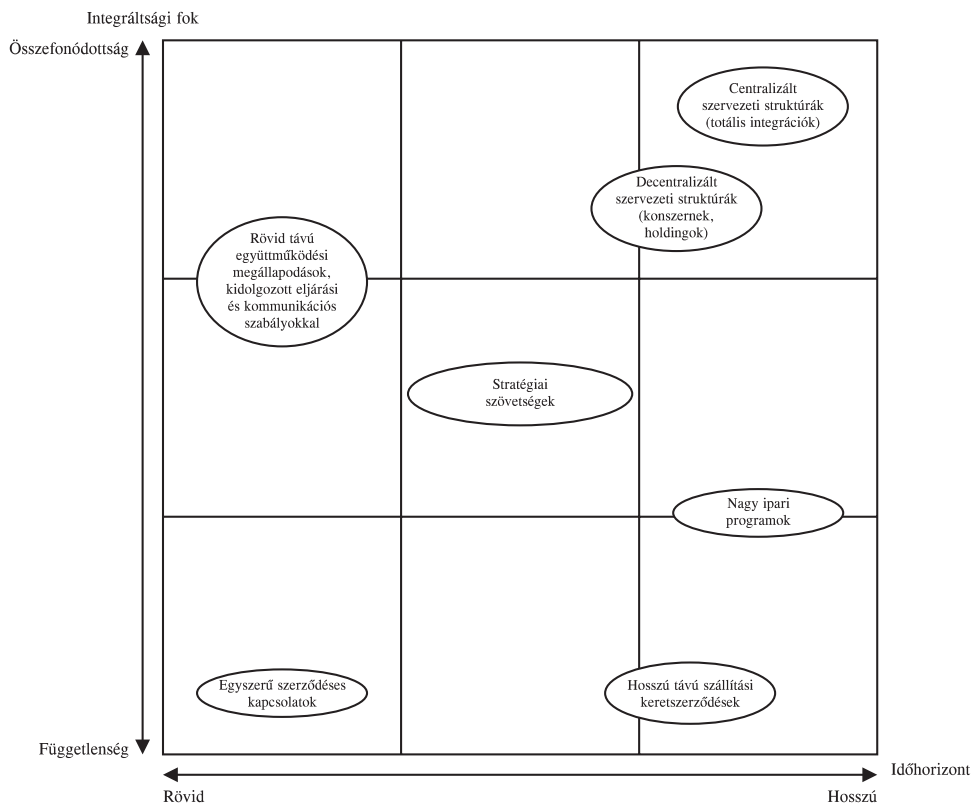 Integráltsági fok
Összefonódottság
Centralizált
szervezeti struktúrák
(totális integrációk)
Decentralizált
szervezeti struktúrák
(konszernek,
holdingok)
Rövid távú
együttműködési
megállapodások,
kidolgozott eljárási
és kommunikációs
szabályokkal
Stratégiai
szövetségek
Nagy ipari
programok
Egyszerű szerződéses
kapcsolatok
Hosszú távú szállítási
keretszerződések
Függetlenség
Időhorizont
Rövid
Hosszú